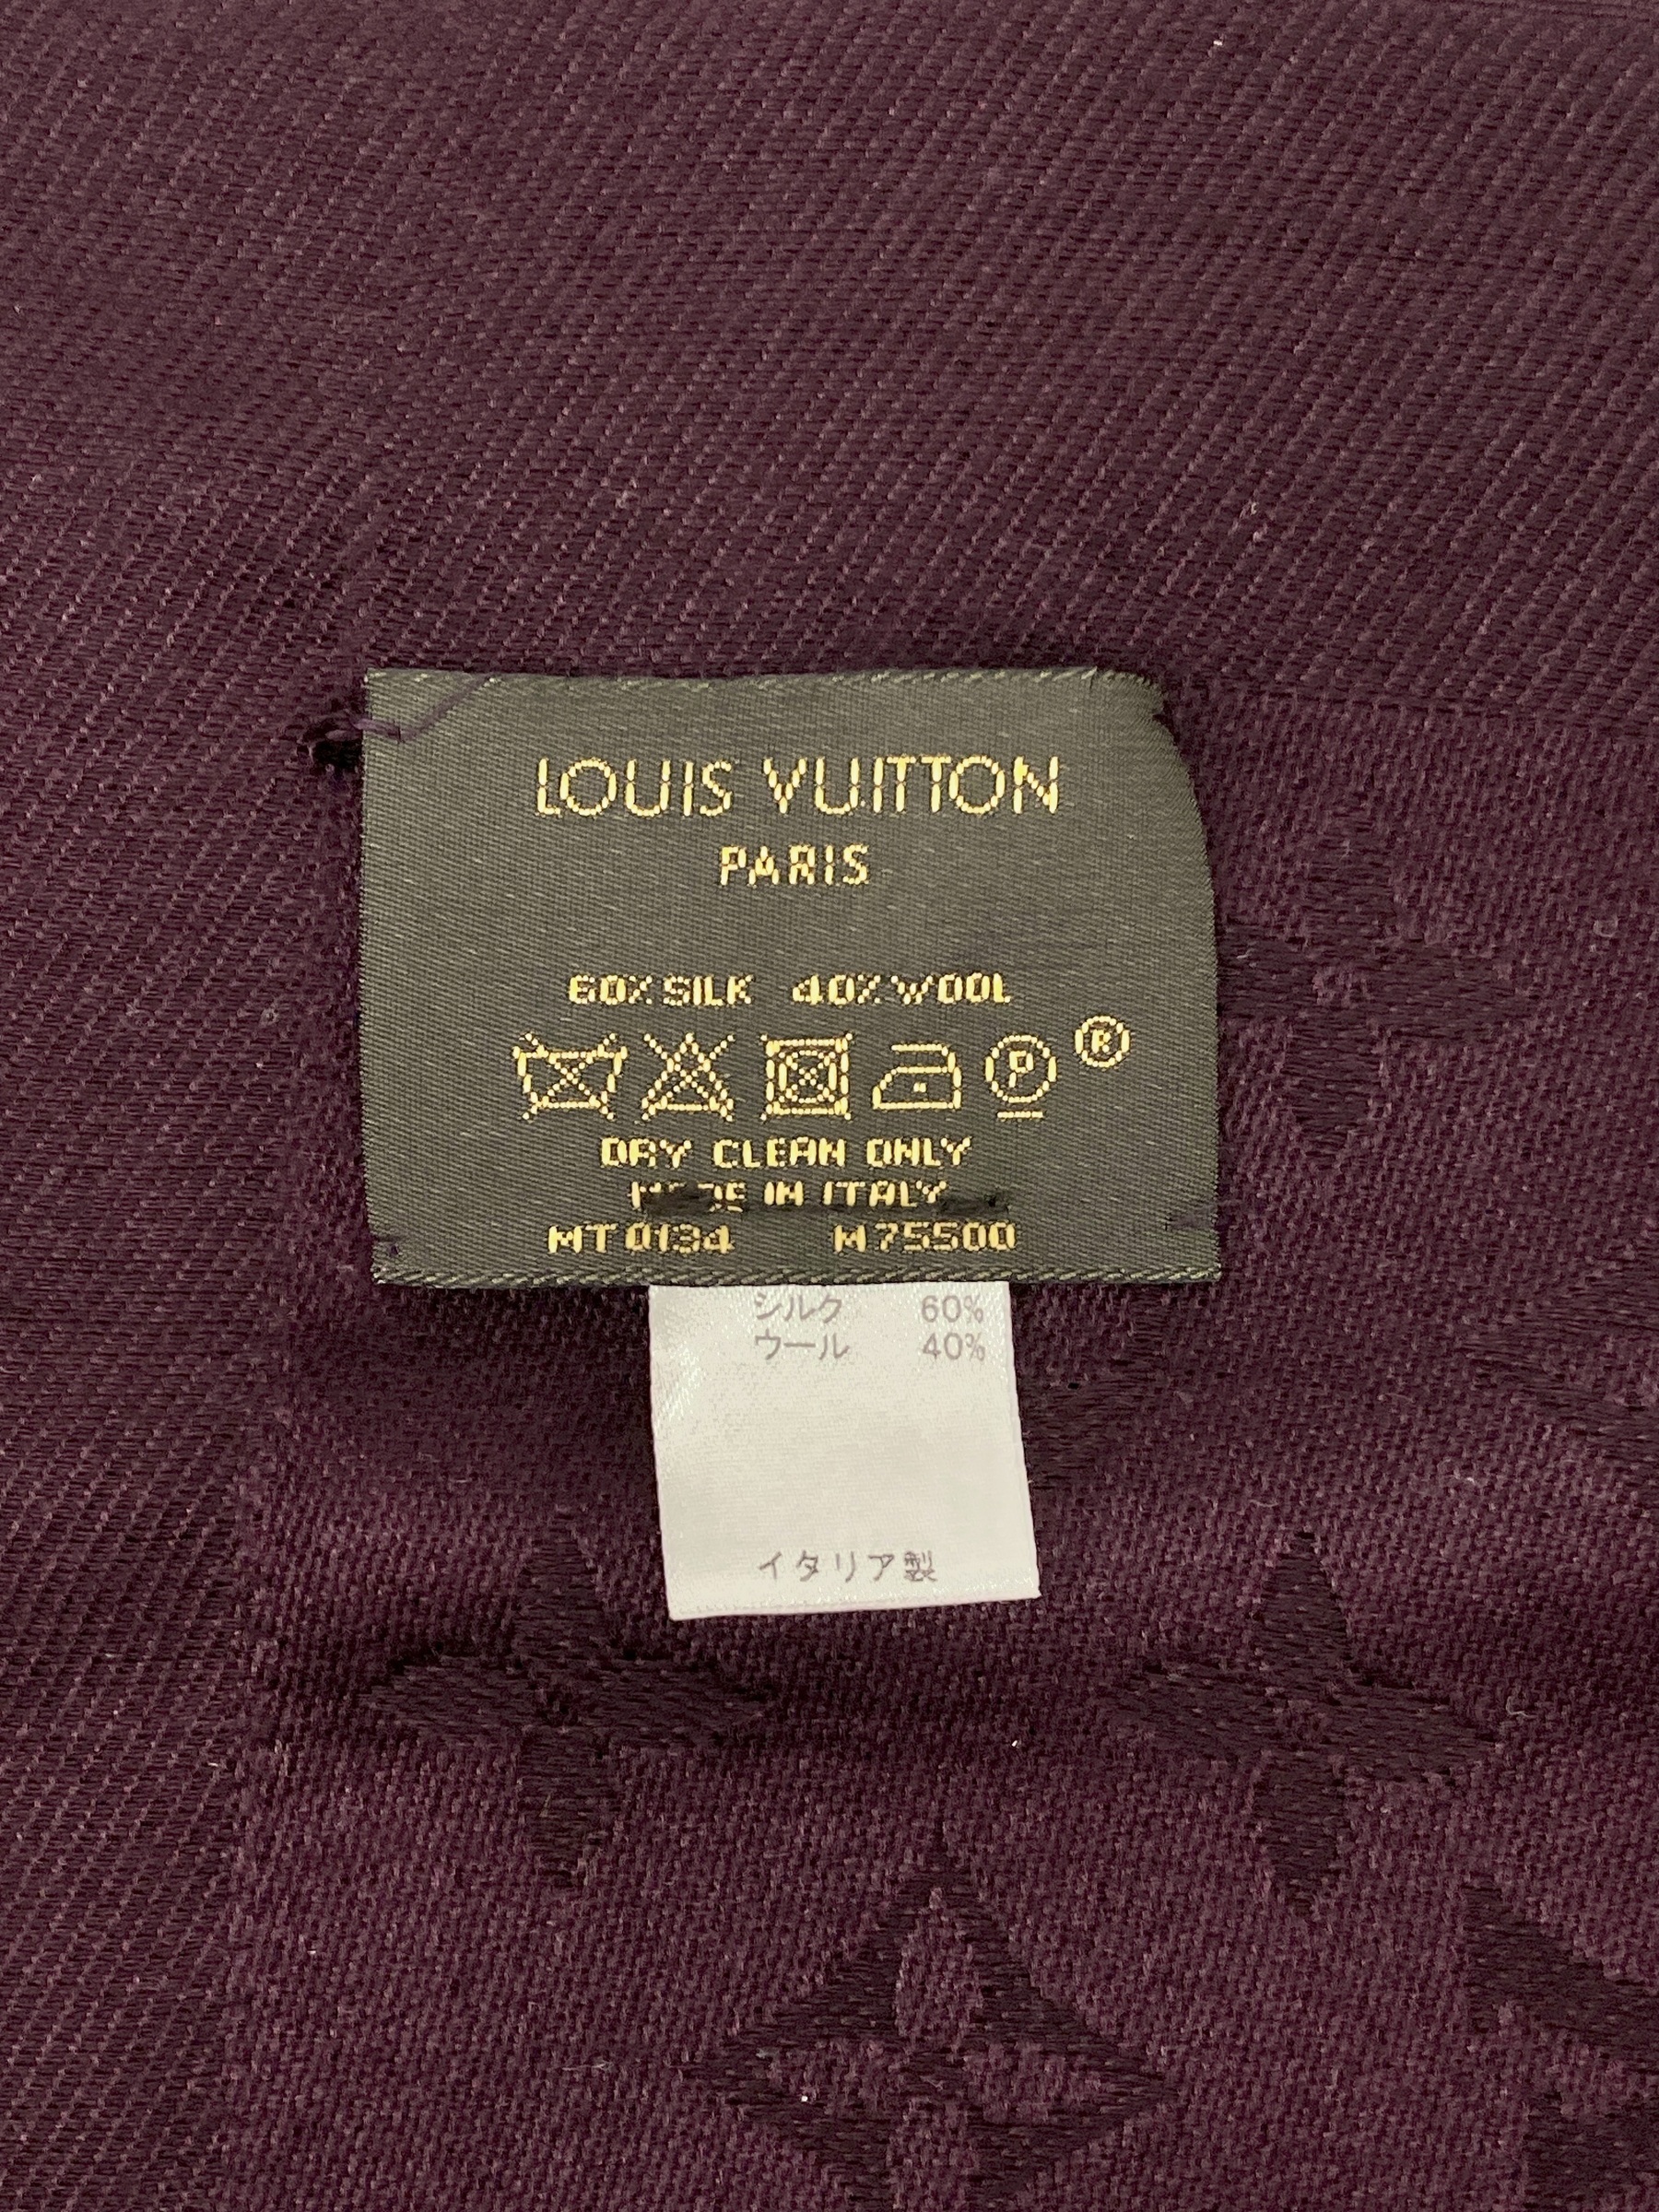 LOUIS VUITTON
PARIS
60% SILK 40% WOOL
P ®
DRY CLEAN ONLY
MADE IN ITALY
MT0134 M75500
シルク 60%
ウール 40%
イタリア製